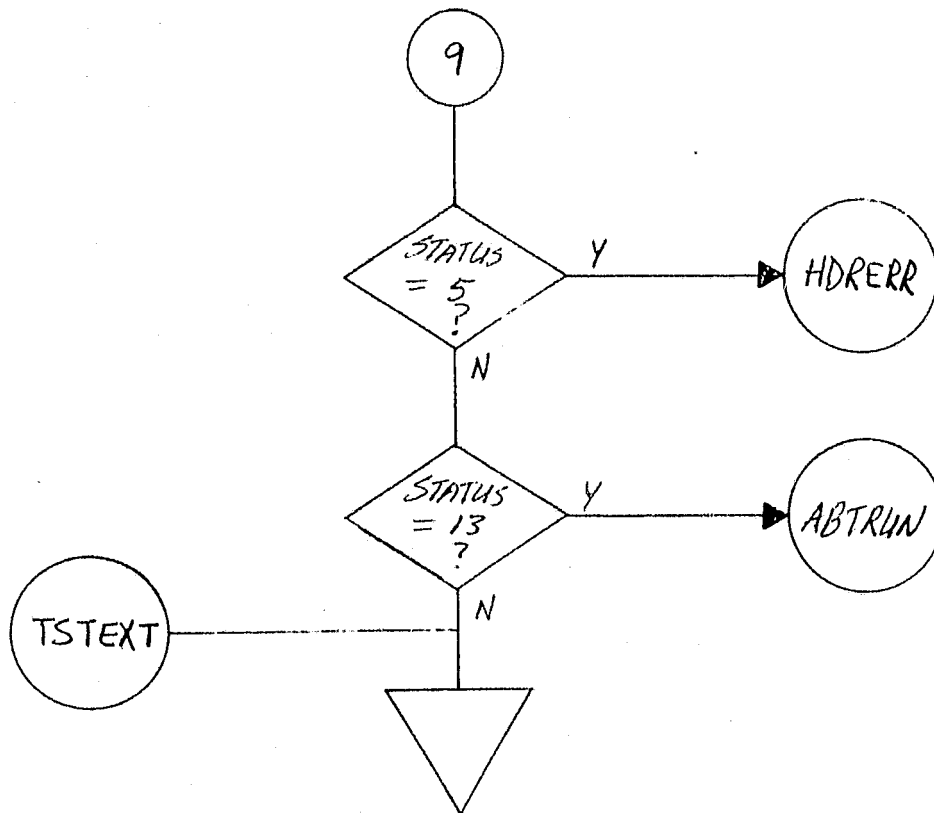 9
STATUS
= 5
?
Y
HDRERR
N
STATUS
= 13
?
Y
ABTRUN
N
TSTEXT